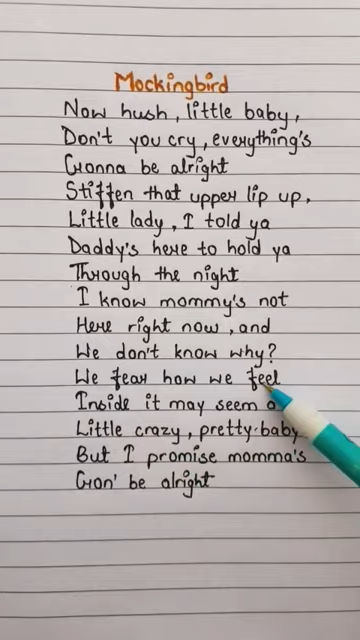 Mockingbird
Now hush, little baby,
Don't you cry, everything's
Gonna be alright
Stiffen that upper lip up,
Little lady, I told ya
Daddy's here to hold ya
Through the night
I know mommy's not
Here right now, and
We don't know why?
We fear how we feel
Inside it may seem a
Little crazy, pretty baby
But I promise momma's
Gon' be alright